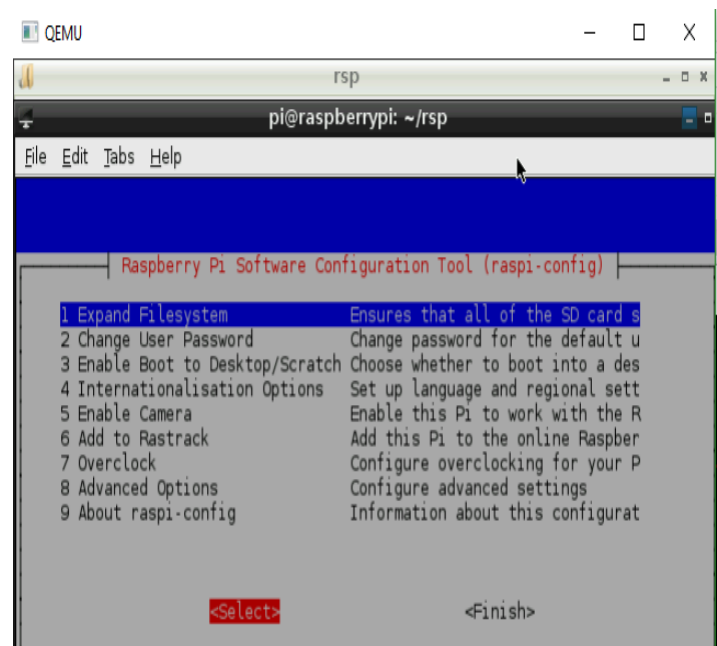 QEMU
rsp
pi@raspberrypi: ~/rsp
File Edit Tabs Help
Raspberry Pi Software Configuration Tool (raspi-config)
1 Expand Filesystem Ensures that all of the SD card s
2 Change User Password Change password for the default u
3 Enable Boot to Desktop/Scratch Choose whether to boot into a des
4 Internationalisation Options Set up language and regional sett
5 Enable Camera Enable this Pi to work with the R
6 Add to Rastrack Add this Pi to the online Raspber
7 Overclock Configure overclocking for your P
8 Advanced Options Configure advanced settings
9 About raspi-config Information about this configurat
<Select> <Finish>